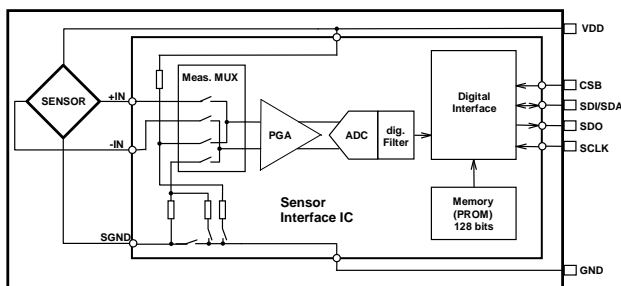 VDD
Meas. MUX
SENSOR
+IN
-IN
PGA
ADC
dig.
Filter
Digital
Interface
CSB
SDI/SDA
SDO
SCLK
Sensor
Interface IC
Memory
(PROM)
128 bits
SGND
GND